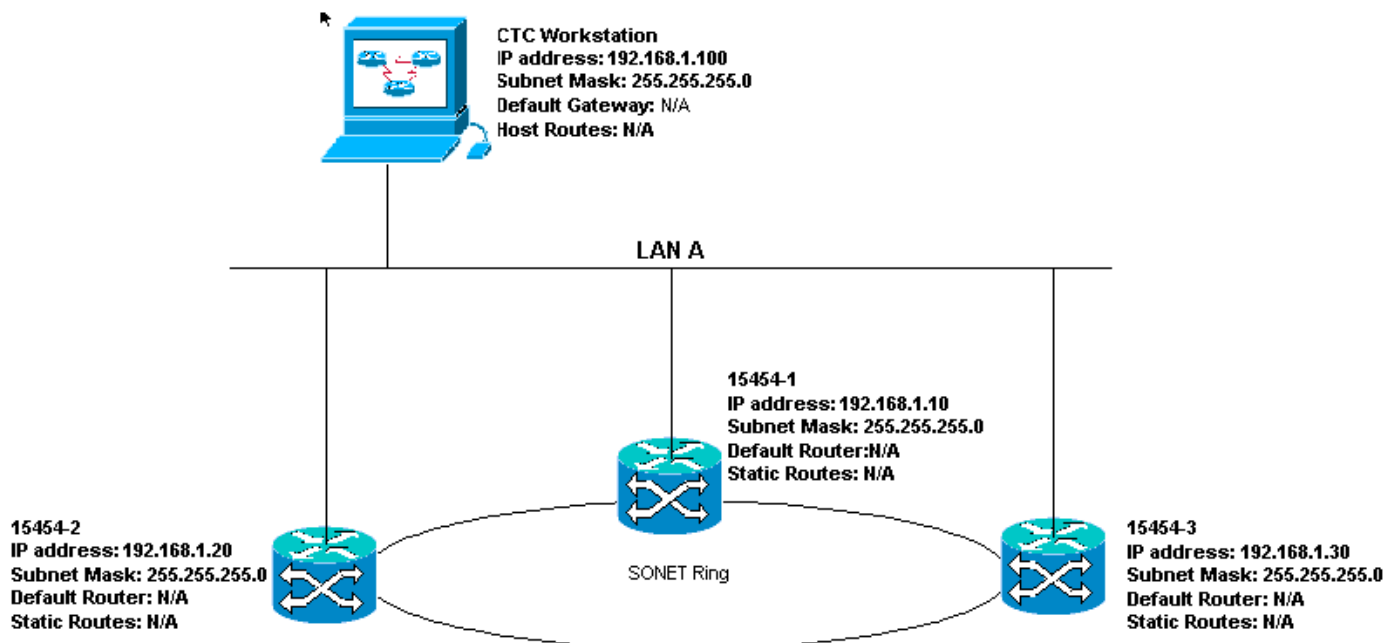 CTC Workstation
IP address: 192.168.1.100
Subnet Mask: 255.255.255.0
Default Gateway: N/A
Host Routes: N/A
LAN A
15454-1
IP address: 192.168.1.10
Subnet Mask: 255.255.255.0
Default Router:N/A
Static Routes: N/A
15454-2
IP address: 192.168.1.20
Subnet Mask: 255.255.255.0
Default Router: N/A
Static Routes: N/A
SONET Ring
15454-3
IP address: 192.168.1.30
Subnet Mask: 255.255.255.0
Default Router: N/A
Static Routes: N/A